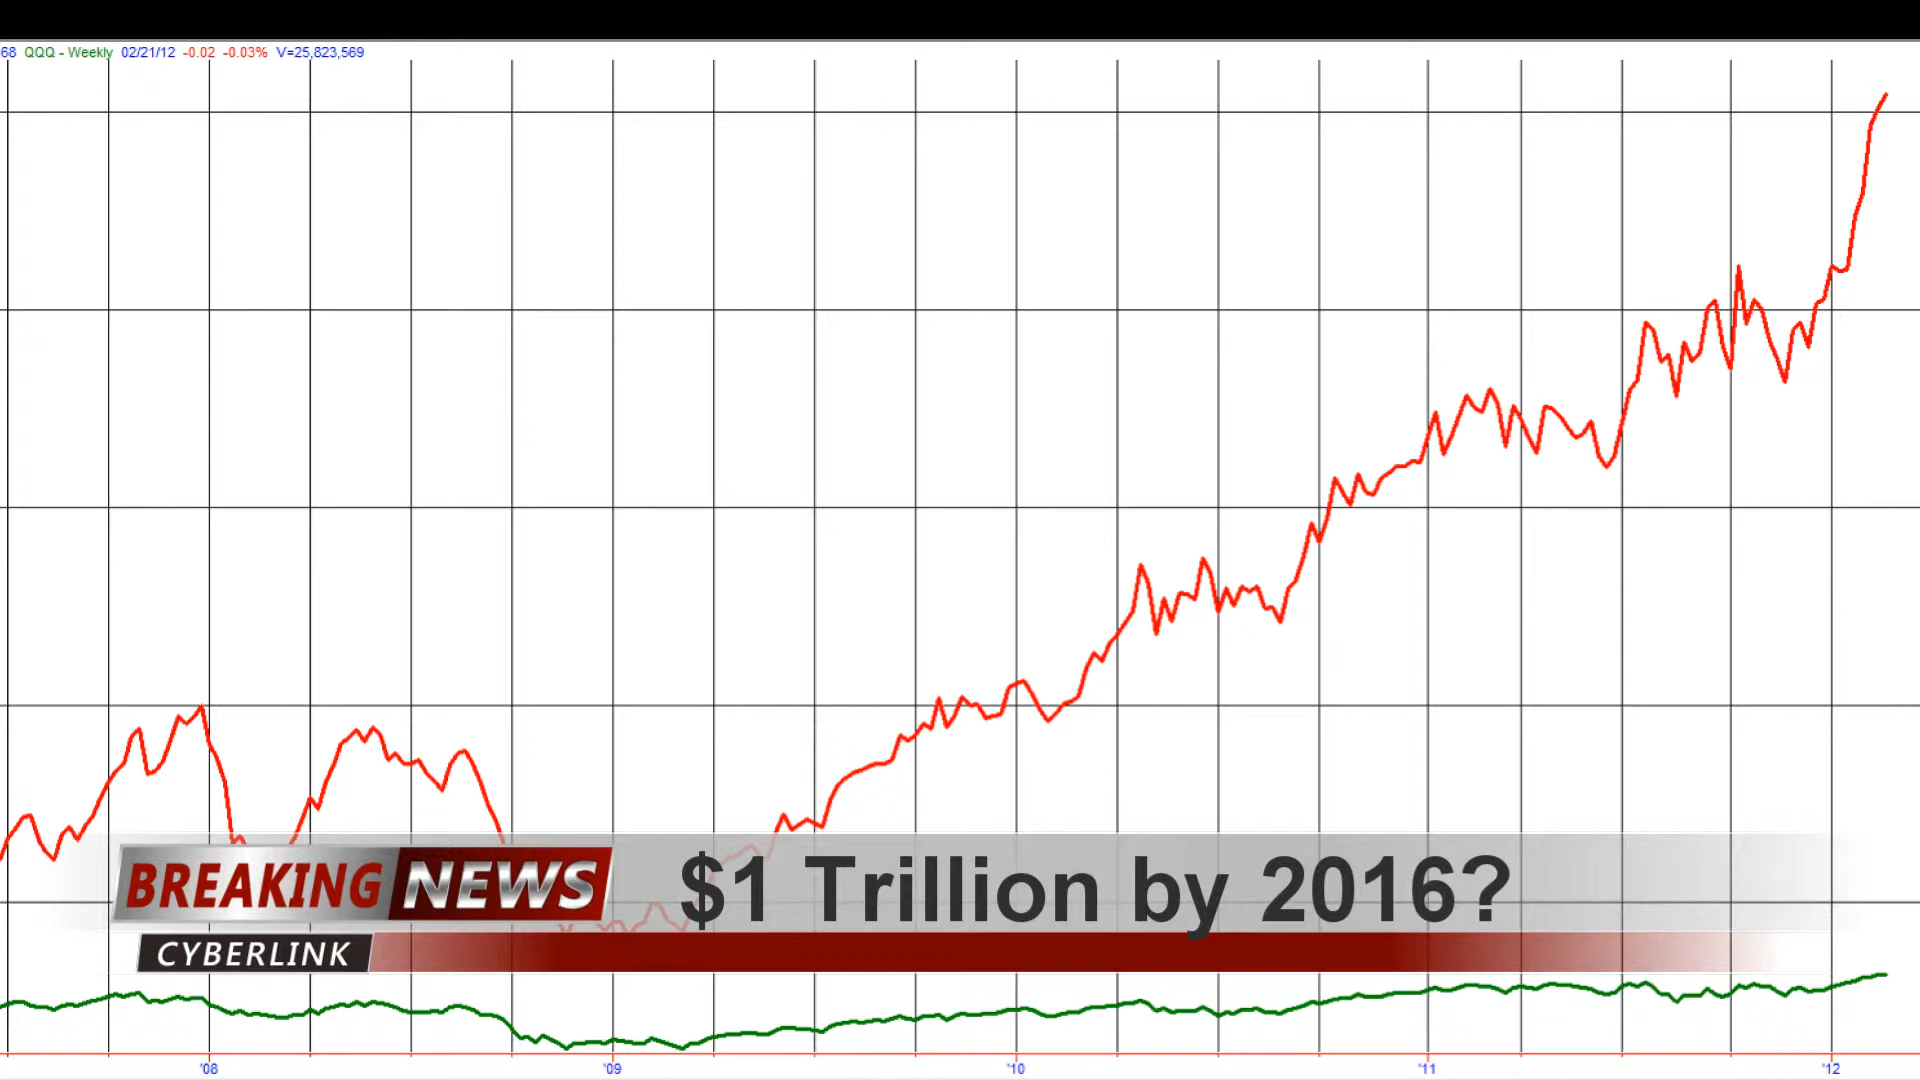 68 QQQ - Weekly 02/21/12 -0.02 -0.03% V=25,823,569
BREAKING NEWS $1 Trillion by 2016?
CYBERLINK
'08 '09 '10 '11 '12